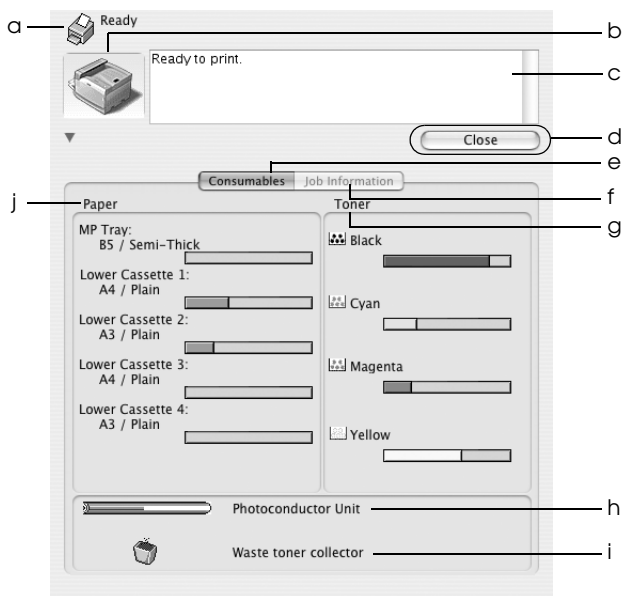 a
Ready
b
Ready to print.
c
Close
d
Consumables
e
Job Information
f
j
Paper
Toner
g
MP Tray:
B5 / Semi-Thick
Lower Cassette 1:
A4 / Plain
Lower Cassette 2:
A3 / Plain
Lower Cassette 3:
A4 / Plain
Lower Cassette 4:
A3 / Plain
Black
Cyan
Magenta
Yellow
Photoconductor Unit
h
Waste toner collector
i